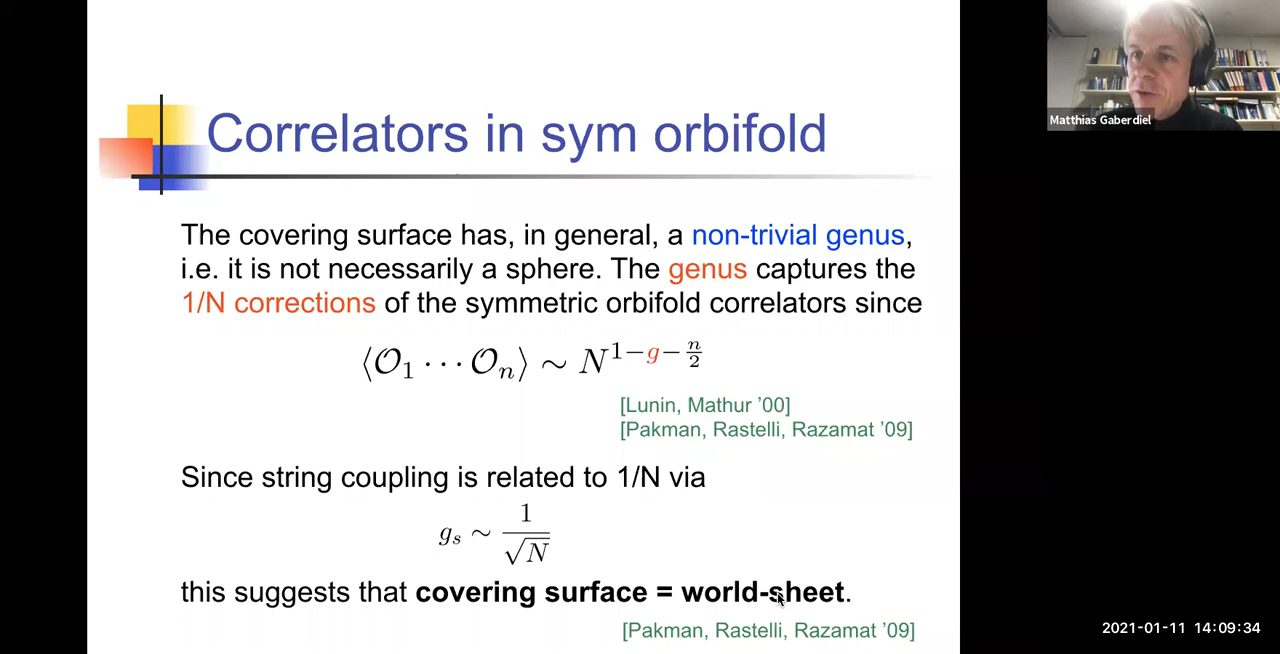 Correlators in sym orbifold
The covering surface has, in general, a non-trivial genus,
i.e. it is not necessarily a sphere. The genus captures the
1/N corrections of the symmetric orbifold correlators since
⟨𝒪₁ ··· 𝒪ₙ⟩ ∼ N^{1−g−n/2}
[Lunin, Mathur ’00]
[Pakman, Rastelli, Razamat ’09]
Since string coupling is related to 1/N via
gₛ ∼ 1/√N
this suggests that covering surface = world-sheet.
[Pakman, Rastelli, Razamat ’09]
Matthias Gaberdiel
2021-01-11 14:09:34